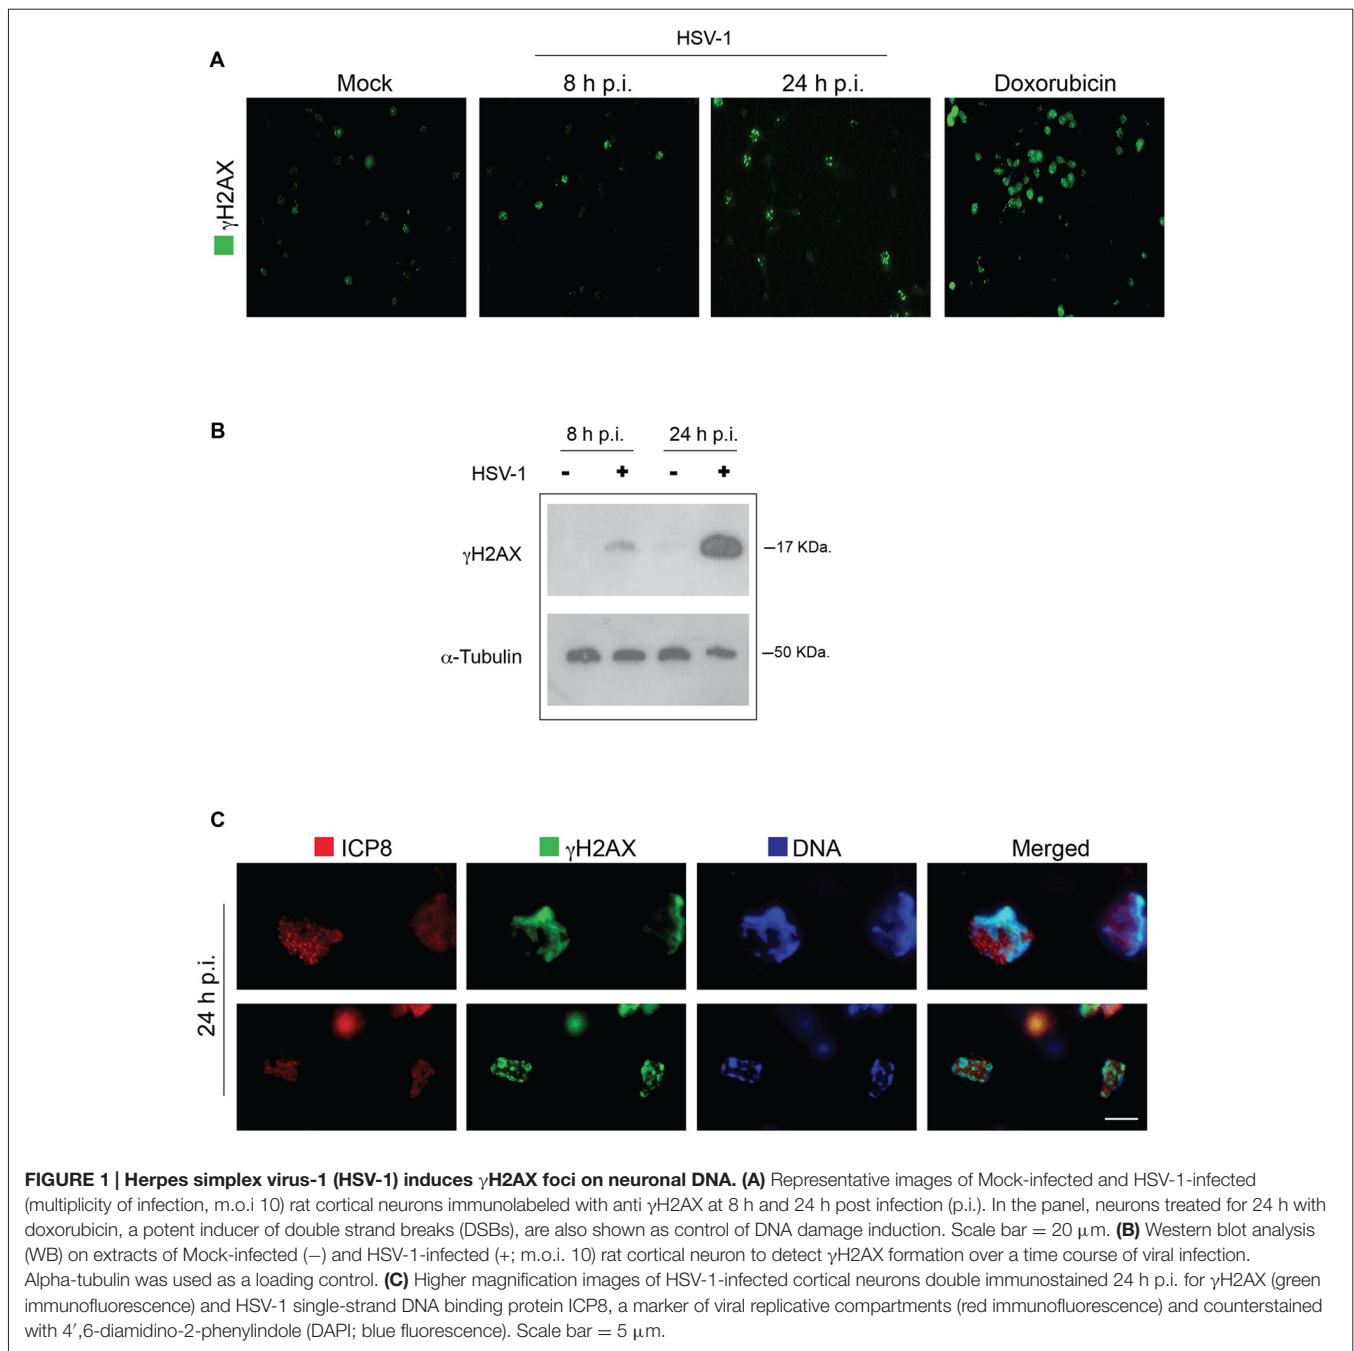 A
HSV-1
Mock
8 h p.i.
24 h p.i.
Doxorubicin
γH2AX
B
8 h p.i.
24 h p.i.
HSV-1
-
+
-
+
γH2AX
–17 KDa.
α-Tubulin
–50 KDa.
C
ICP8
γH2AX
DNA
Merged
24 h p.i.
FIGURE 1 | Herpes simplex virus-1 (HSV-1) induces γH2AX foci on neuronal DNA. (A) Representative images of Mock-infected and HSV-1-infected
(multiplicity of infection, m.o.i 10) rat cortical neurons immunolabeled with anti γH2AX at 8 h and 24 h post infection (p.i.). In the panel, neurons treated for 24 h with
doxorubicin, a potent inducer of double strand breaks (DSBs), are also shown as control of DNA damage induction. Scale bar = 20 μm. (B) Western blot analysis
(WB) on extracts of Mock-infected (−) and HSV-1-infected (+; m.o.i. 10) rat cortical neuron to detect γH2AX formation over a time course of viral infection.
Alpha-tubulin was used as a loading control. (C) Higher magnification images of HSV-1-infected cortical neurons double immunostained 24 h p.i. for γH2AX (green
immunofluorescence) and HSV-1 single-strand DNA binding protein ICP8, a marker of viral replicative compartments (red immunofluorescence) and counterstained
with 4′,6-diamidino-2-phenylindole (DAPI; blue fluorescence). Scale bar = 5 μm.